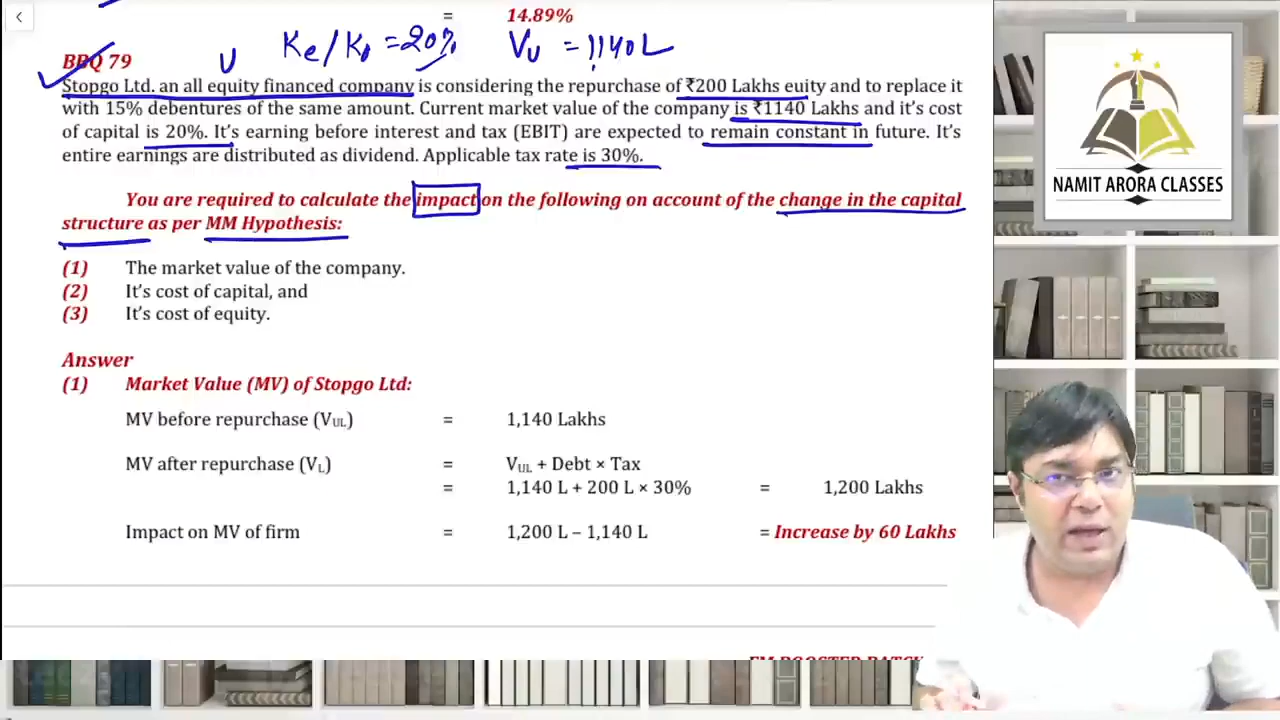 = 14.89%
U Ke/Ko = 20% Vu = 1140L
BBQ 79
Stopgo Ltd. an all equity financed company is considering the repurchase of ₹200 Lakhs euity and to replace it
with 15% debentures of the same amount. Current market value of the company is ₹1140 Lakhs and it's cost
of capital is 20%. It's earning before interest and tax (EBIT) are expected to remain constant in future. It's
entire earnings are distributed as dividend. Applicable tax rate is 30%.
You are required to calculate the impact on the following on account of the change in the capital
structure as per MM Hypothesis:
(1) The market value of the company.
(2) It's cost of capital, and
(3) It's cost of equity.
Answer
(1) Market Value (MV) of Stopgo Ltd:
MV before repurchase (VUL) = 1,140 Lakhs
MV after repurchase (VL) = VUL + Debt × Tax
= 1,140 L + 200 L × 30% = 1,200 Lakhs
Impact on MV of firm = 1,200 L – 1,140 L = Increase by 60 Lakhs
NAMIT ARORA CLASSES